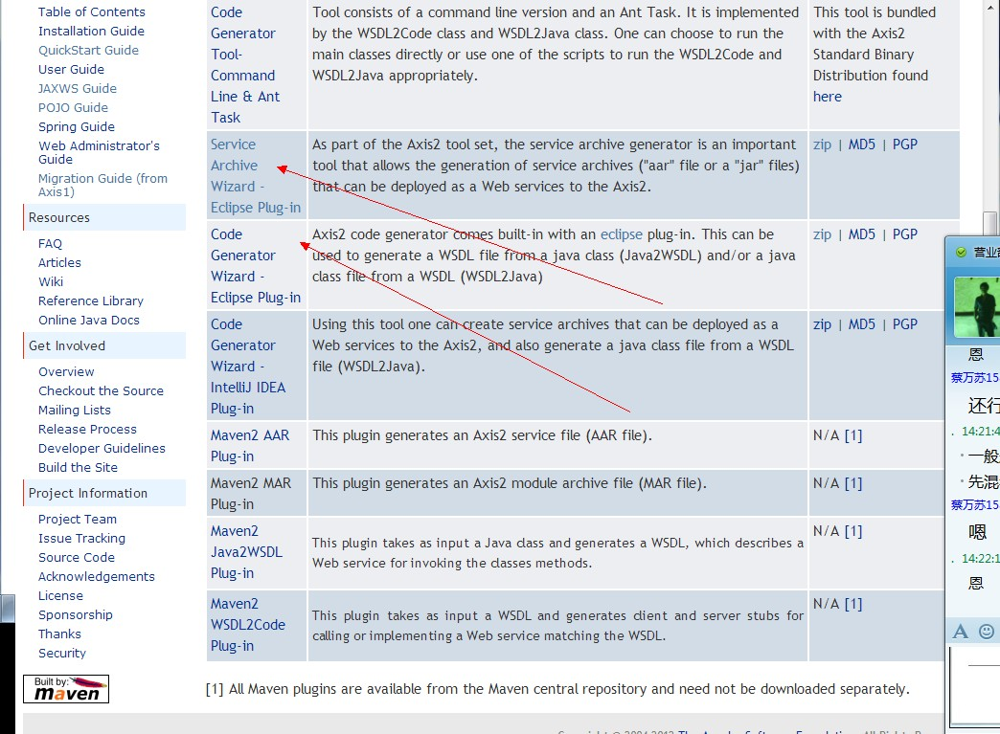 Table of Contents
Installation Guide
QuickStart Guide
User Guide
JAXWS Guide
POJO Guide
Spring Guide
Web Administrator's
Guide
Migration Guide (from
Axis1)
Resources
FAQ
Articles
Wiki
Reference Library
Online Java Docs
Get Involved
Overview
Checkout the Source
Mailing Lists
Release Process
Developer Guidelines
Build the Site
Project Information
Project Team
Issue Tracking
Source Code
Acknowledgements
License
Sponsorship
Thanks
Security
Built by:
maven
Code
Generator
Tool-
Command
Line & Ant
Task
Tool consists of a command line version and an Ant Task. It is implemented
by the WSDL2Code class and WSDL2Java class. One can choose to run the
main classes directly or use one of the scripts to run the WSDL2Code and
WSDL2Java appropriately.
This tool is bundled
with the Axis2
Standard Binary
Distribution found
here
Service
Archive
Wizard -
Eclipse Plug-in
As part of the Axis2 tool set, the service archive generator is an important
tool that allows the generation of service archives ("aar" file or a "jar" files)
that can be deployed as a Web services to the Axis2.
zip | MD5 | PGP
Code
Generator
Wizard -
Eclipse Plug-in
Axis2 code generator comes built-in with an eclipse plug-in. This can be
used to generate a WSDL file from a java class (Java2WSDL) and/or a java
class file from a WSDL (WSDL2Java)
zip | MD5 | PGP
Code
Generator
Wizard -
IntelliJ IDEA
Plug-in
Using this tool one can create service archives that can be deployed as a
Web services to the Axis2, and also generate a java class file from a WSDL
file (WSDL2Java).
zip | MD5 | PGP
Maven2 AAR
Plug-in
This plugin generates an Axis2 service file (AAR file).
N/A [1]
Maven2 MAR
Plug-in
This plugin generates an Axis2 module archive file (MAR file).
N/A [1]
Maven2
Java2WSDL
Plug-in
This plugin takes as input a Java class and generates a WSDL, which describes a
Web service for invoking the classes methods.
N/A [1]
Maven2
WSDL2Code
Plug-in
This plugin takes as input a WSDL and generates client and server stubs for
calling or implementing a Web service matching the WSDL.
N/A [1]
[1] All Maven plugins are available from the Maven central repository and need not be downloaded separately.
营业
恩
蔡万苏15
还行
14:21:4
一般
先混
蔡万苏15
嗯
14:22:1
恩